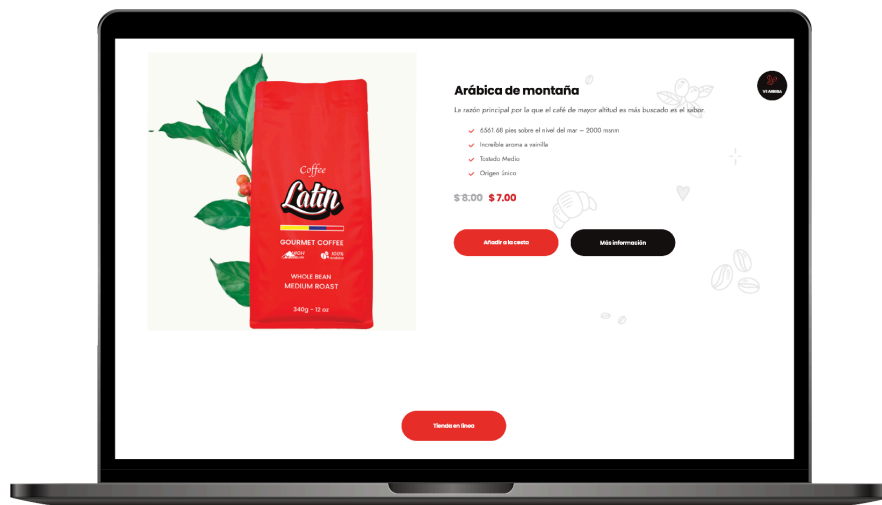 Arábica de montaña
La razón principal por la que el café de mayor altitud es más buscado es el sabor
6561.68 pies sobre el nivel del mar – 2000 msnm
Increíble aroma a vainilla
Tostado Medio
Origen único
$ 8.00 $ 7.00
Añadir a la cesta
Más información
Coffee
Latin
GOURMET COFFEE
HIGH
100%
WHOLE BEAN
MEDIUM ROAST
340g - 12 oz
Tienda en línea